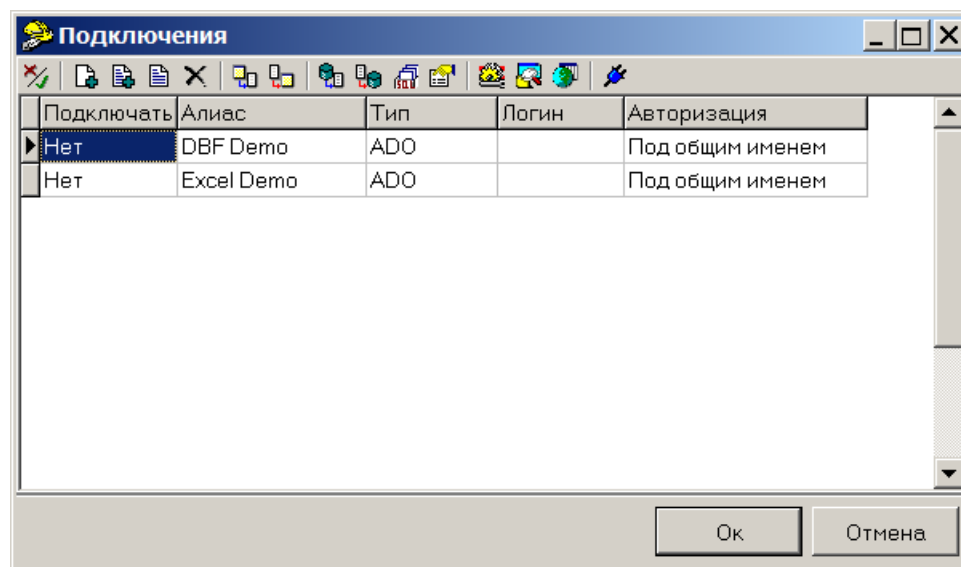 Подключения
Подключать Алиас Тип Логин Авторизация
Нет DBF Demo ADO Под общим именем
Нет Excel Demo ADO Под общим именем
Ок Отмена